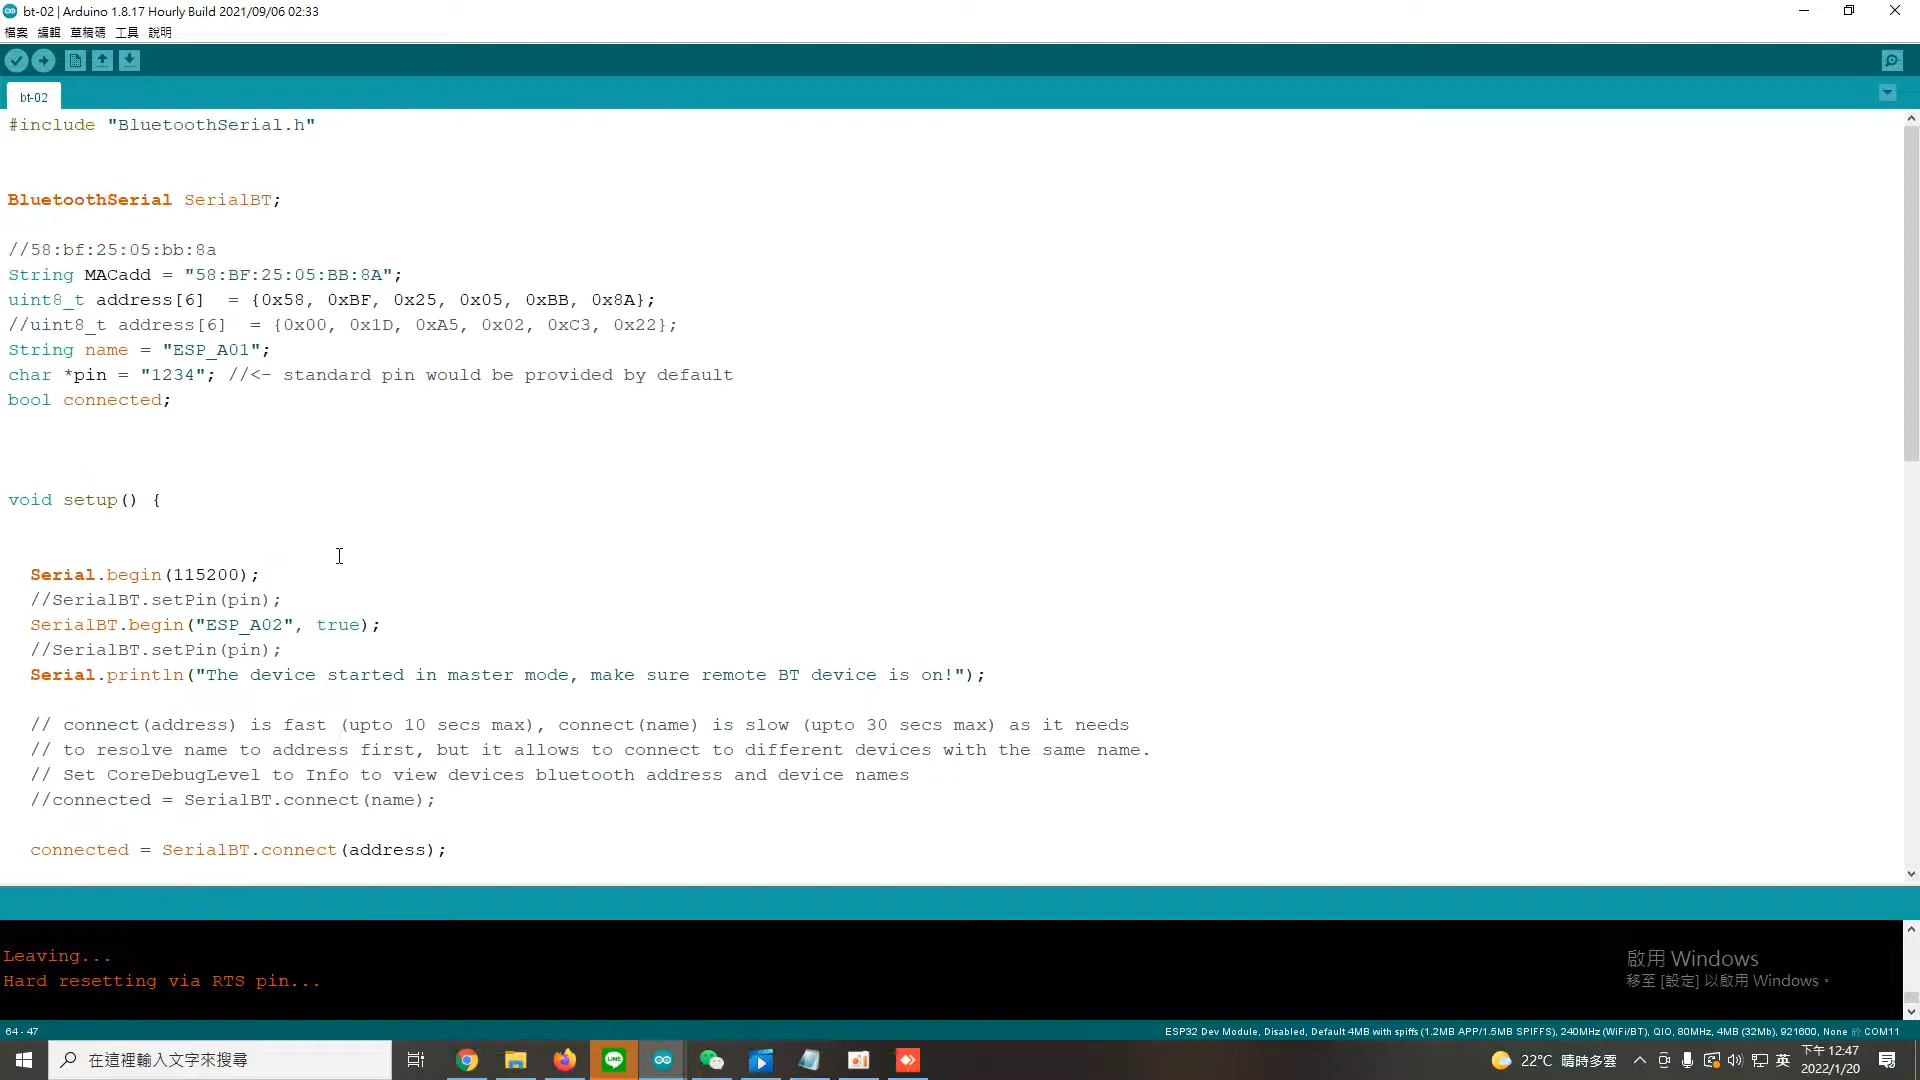 bt-02 | Arduino 1.8.17 Hourly Build 2021/09/06 02:33
檔案 編輯 草稿碼 工具 說明
bt-02
#include "BluetoothSerial.h"
BluetoothSerial SerialBT;
//58:bf:25:05:bb:8a
String MACadd = "58:BF:25:05:BB:8A";
uint8_t address[6]  = {0x58, 0xBF, 0x25, 0x05, 0xBB, 0x8A};
//uint8_t address[6]  = {0x00, 0x1D, 0xA5, 0x02, 0xC3, 0x22};
String name = "ESP_A01";
char *pin = "1234"; //<- standard pin would be provided by default
bool connected;
void setup() {
Serial.begin(115200);
//SerialBT.setPin(pin);
SerialBT.begin("ESP_A02", true);
//SerialBT.setPin(pin);
Serial.println("The device started in master mode, make sure remote BT device is on!");
// connect(address) is fast (upto 10 secs max), connect(name) is slow (upto 30 secs max) as it needs
// to resolve name to address first, but it allows to connect to different devices with the same name.
// Set CoreDebugLevel to Info to view devices bluetooth address and device names
//connected = SerialBT.connect(name);
connected = SerialBT.connect(address);
Leaving...
Hard resetting via RTS pin...
啟用 Windows
移至 [設定] 以啟用 Windows。
64 - 47
ESP32 Dev Module, Disabled, Default 4MB with spiffs (1.2MB APP/1.5MB SPIFFS), 240MHz (WiFi/BT), QIO, 80MHz, 4MB (32Mb), 921600, None 於 COM11
在這裡輸入文字來搜尋
LINE
22°C 晴時多雲
英
下午 12:47
2022/1/20